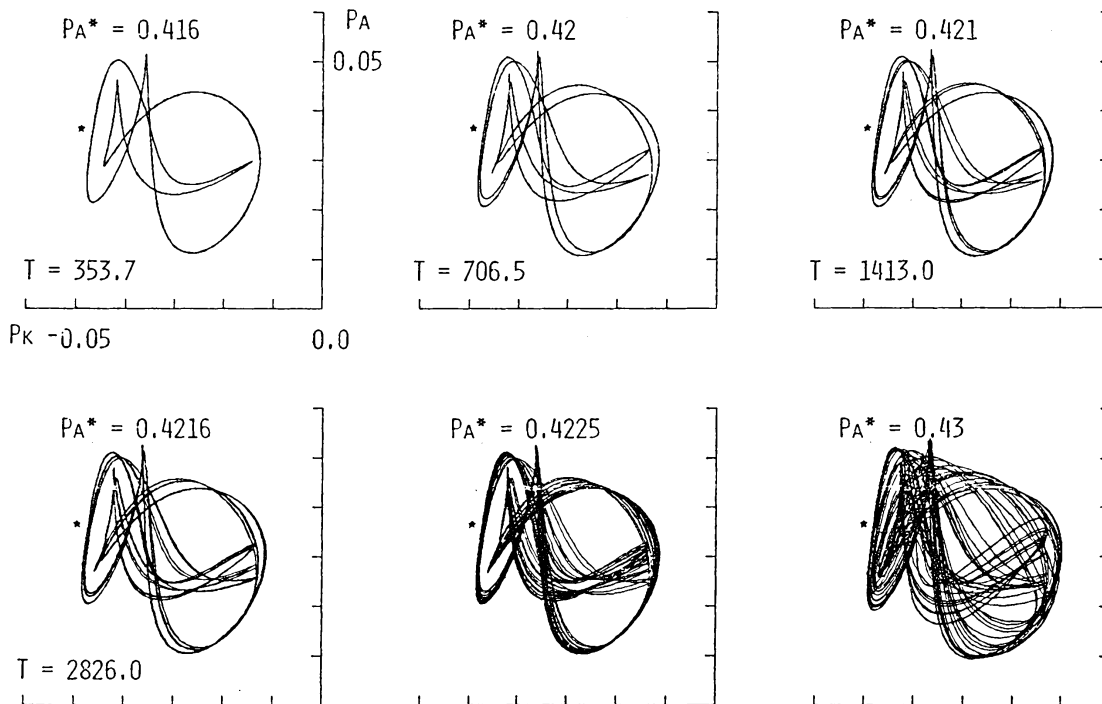 PA* = 0.416
PA
0.05
*
T = 353.7
PK -0.05
0.0
PA* = 0.42
*
T = 706.5
PA* = 0.421
*
T = 1413.0
PA* = 0.4216
*
T = 2826.0
PA* = 0.4225
*
PA* = 0.43
*